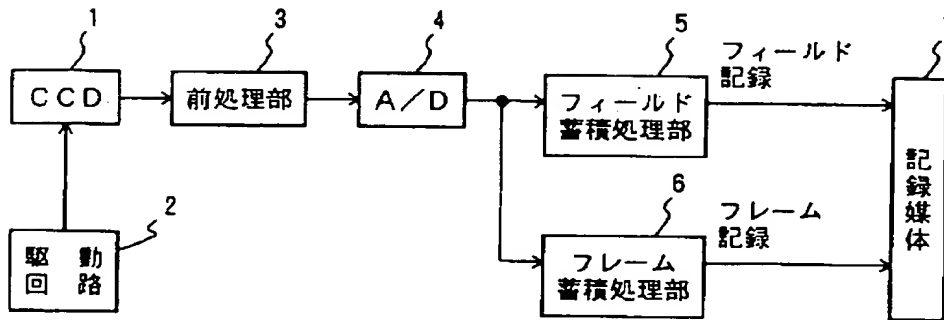 1
CCD
2
駆動
回路
3
前処理部
4
A/D
5
フィールド
蓄積処理部
フィールド
記録
6
フレーム
蓄積処理部
フレーム
記録
記録媒体